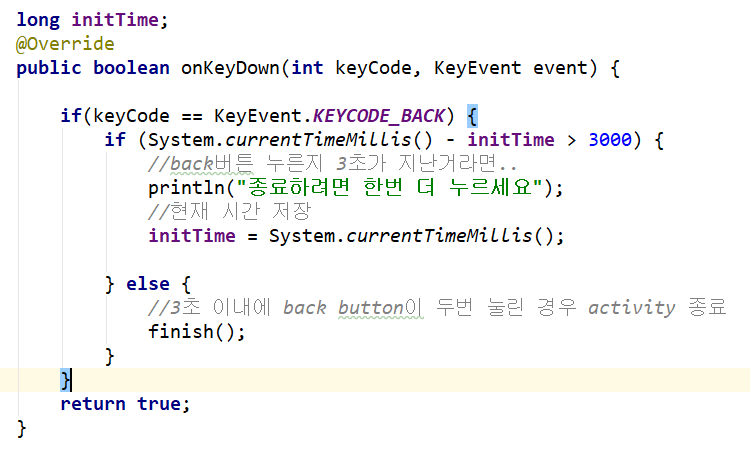 long initTime;
@Override
public boolean onKeyDown(int keyCode, KeyEvent event) {
if(keyCode == KeyEvent.KEYCODE_BACK) {
if (System.currentTimeMillis() - initTime > 3000) {
//back버튼 누른지 3초가 지난거라면..
println("종료하려면 한번 더 누르세요");
//현재 시간 저장
initTime = System.currentTimeMillis();
} else {
//3초 이내에 back button이 두번 눌린 경우 activity 종료
finish();
}
}
return true;
}